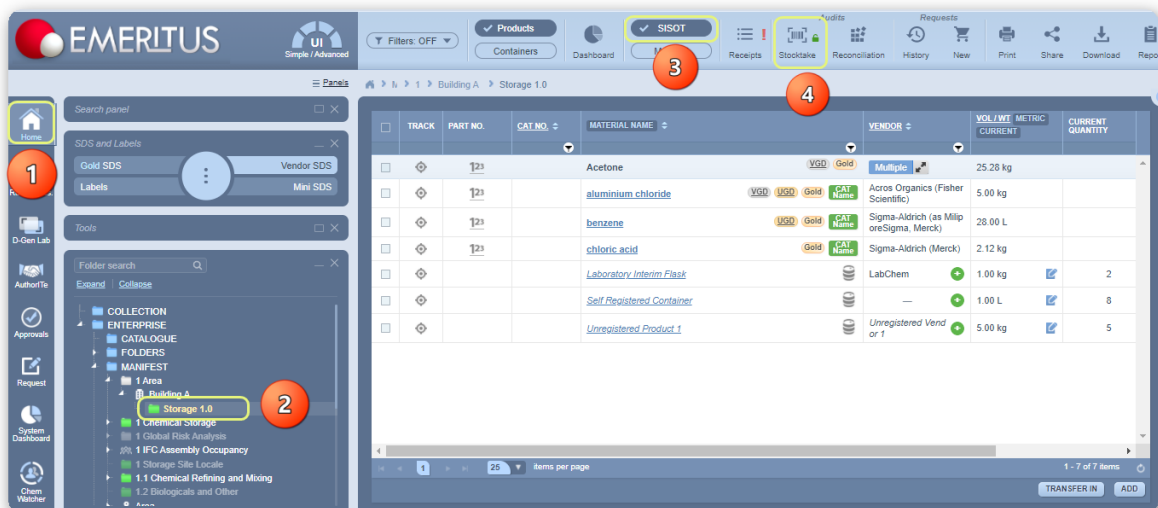 EMERITUS
UI
Simple / Advanced
Filters: OFF
Products
Containers
Dashboard
SISOT
3
Receipts
Audits
Stocktake
Reconciliation
4
Requests
History
New
Print
Share
Download
Panels
1 > Building A > Storage 1.0
Home
1
D-Gen Lab
AuthorITe
Approvals
Request
System
Dashboard
Chem
Watcher
Search panel
SDS and Labels
Gold SDS
Vendor SDS
Labels
Mini SDS
Tools
Folder search
Expand | Collapse
COLLECTION
ENTERPRISE
CATALOGUE
FOLDERS
MANIFEST
1 Area
Building A
Storage 1.0
2
1 Chemical Storage
1 Global Risk Analysis
1 IFC Assembly Occupancy
1 Storage Sile Locale
1.1 Chemical Refining and Mixing
1.2 Biologicals and Other
Area
TRACK PART NO. CAT NO. MATERIAL NAME VENDOR VOL / WT METRIC CURRENT CURRENT QUANTITY
123 Acetone VGD Gold Multiple 25.28 kg
123 aluminium chloride VGD UGD Gold CAT Name Acros Organics (Fisher Scientific) 5.00 kg
123 benzene UGD Gold CAT Name Sigma-Aldrich (as Milip oreSigma, Merck) 28.00 L
123 chloric acid Gold CAT Name Sigma-Aldrich (Merck) 2.12 kg
Laboratory Interim Flask LabChem 1.00 kg 2
Self Registered Container — 1.00 L 8
Unregistered Product 1 Unregistered Vend or 1 5.00 kg 5
1 25 items per page 1 - 7 of 7 items
TRANSFER IN ADD